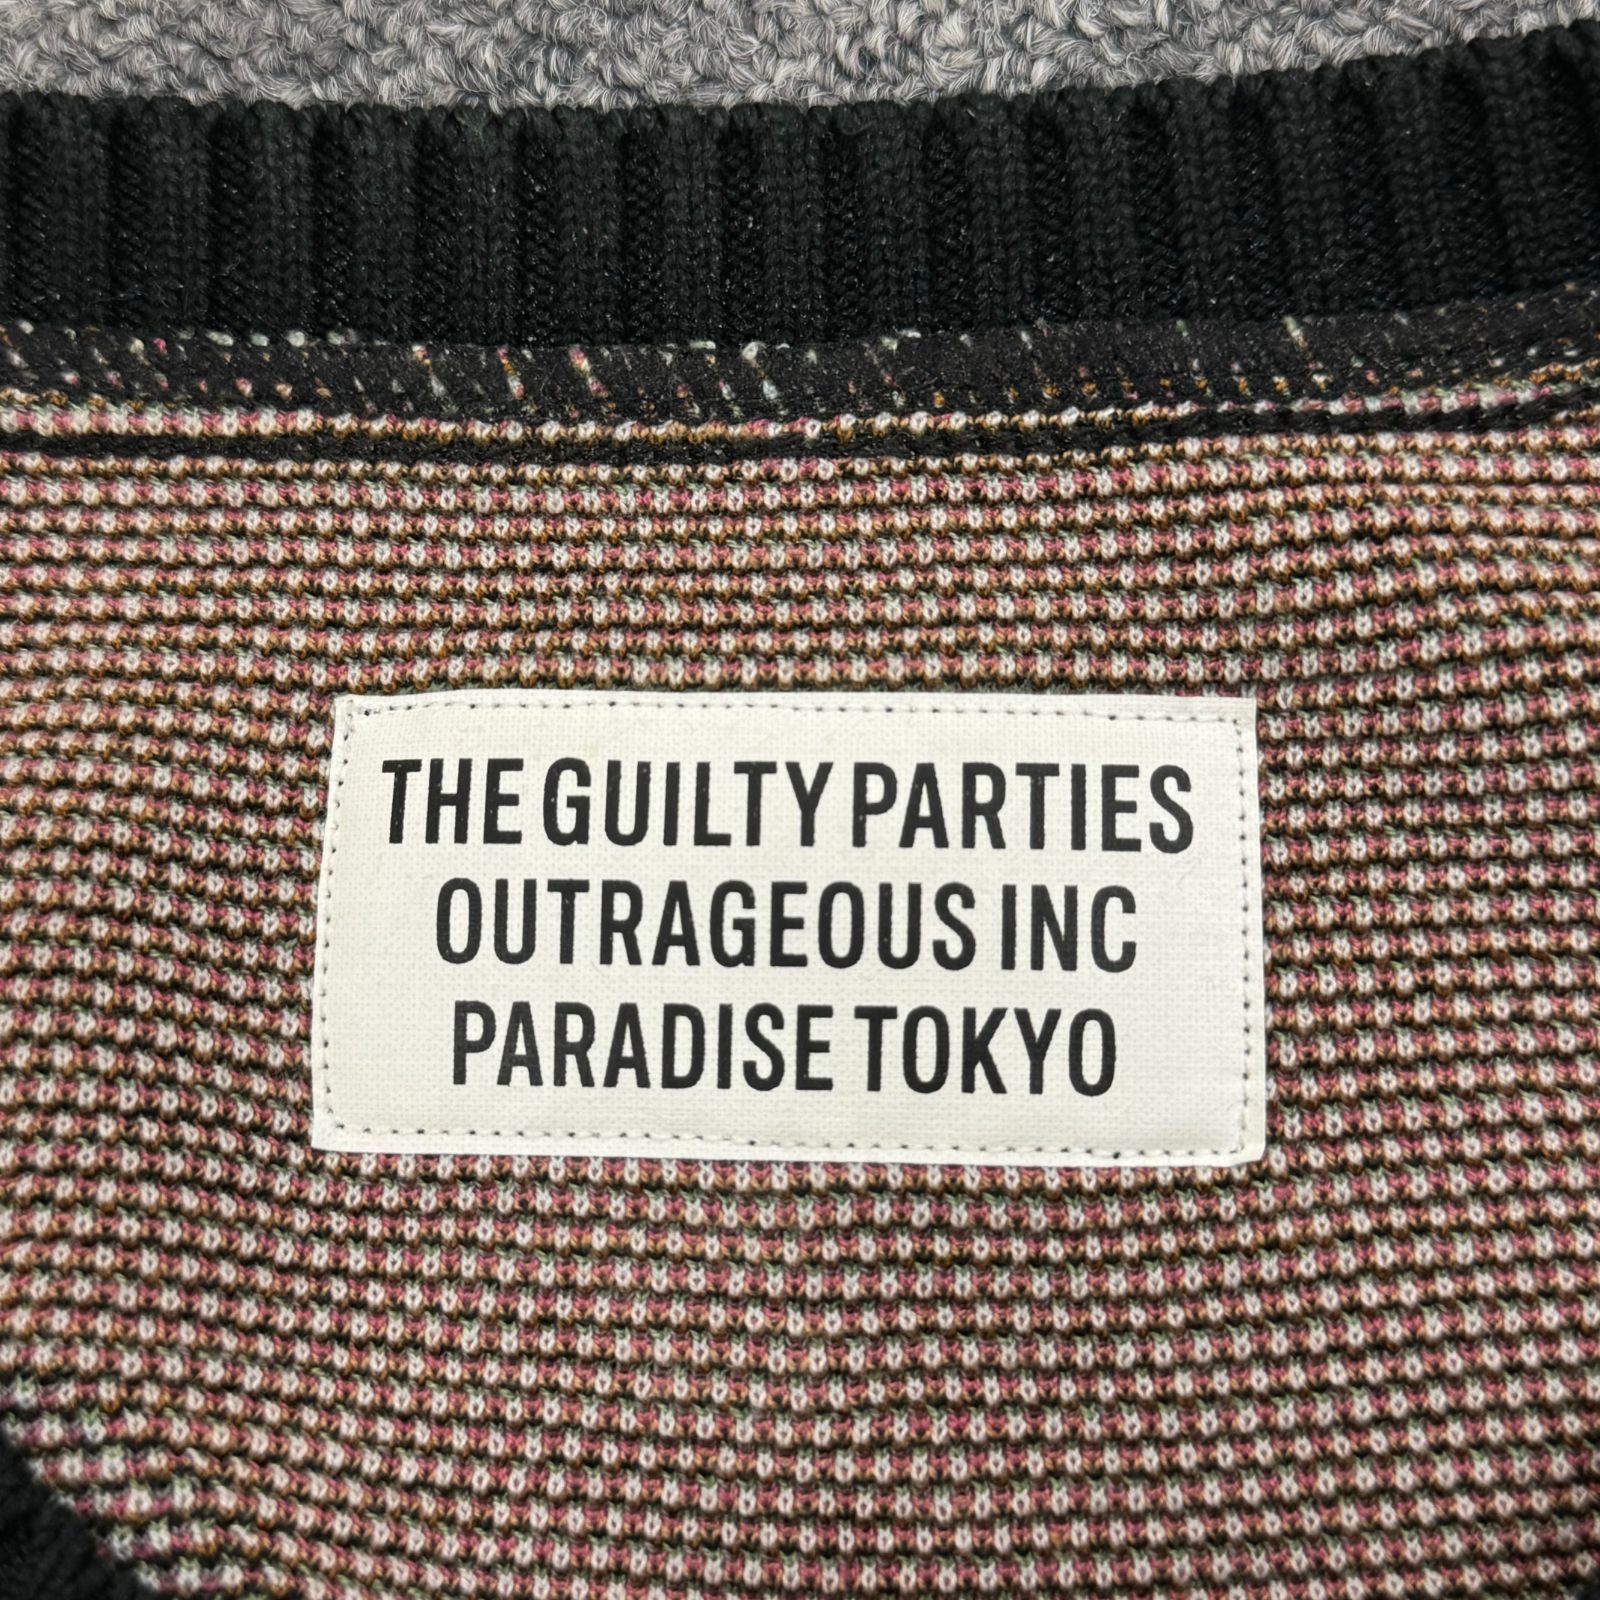 THE GUILTY PARTIES
OUTRAGEOUS INC
PARADISE TOKYO